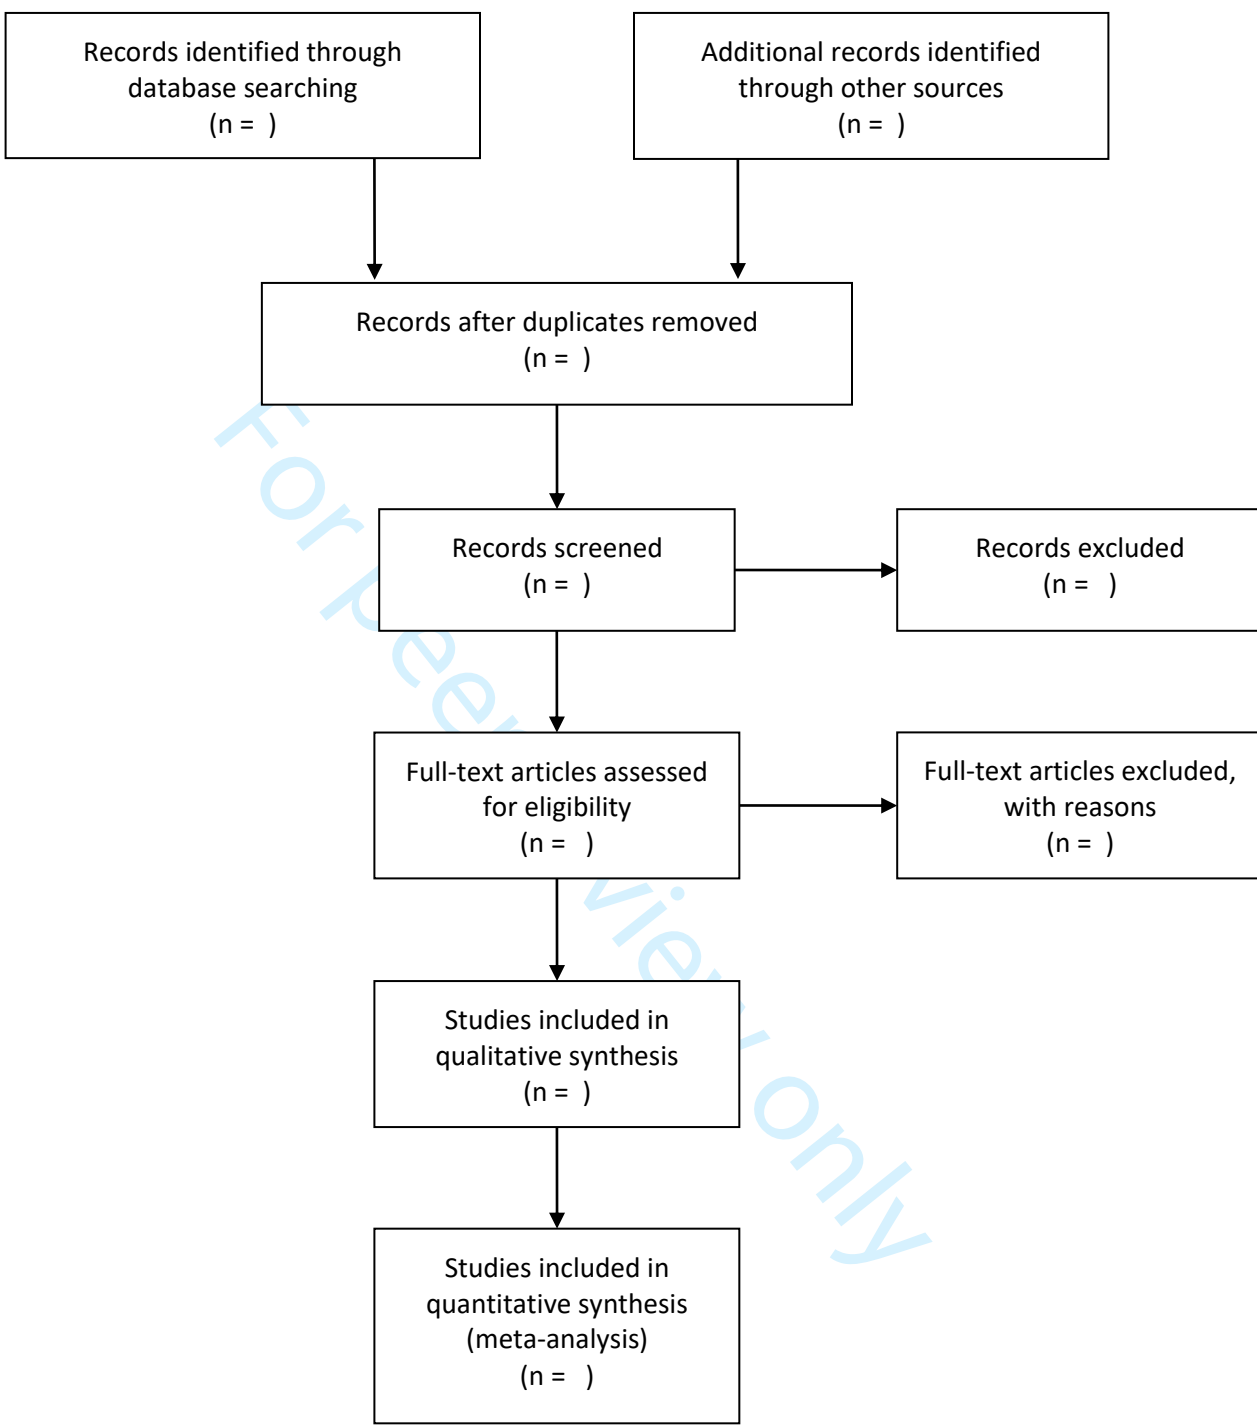 Records identified through
database searching
(n =  )
Additional records identified
through other sources
(n =  )
Records after duplicates removed
(n =  )
Records screened
(n =  )
Records excluded
(n =   )
Full-text articles assessed
for eligibility
(n =   )
Full-text articles excluded,
with reasons
(n =  )
Studies included in
qualitative synthesis
(n =  )
Studies included in
quantitative synthesis
(meta-analysis)
(n =   )
For peer view only